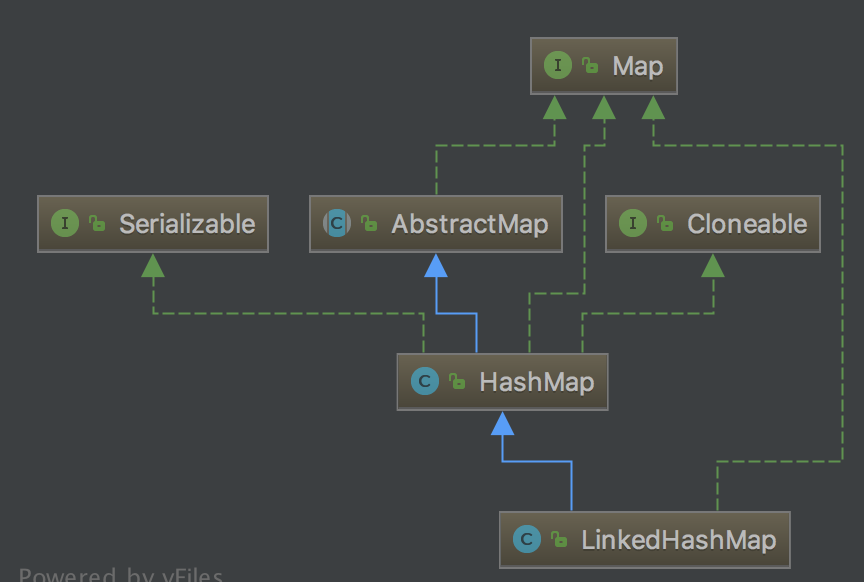 I Map
I Serializable
C AbstractMap
I Cloneable
C HashMap
C LinkedHashMap
Powered by yFiles